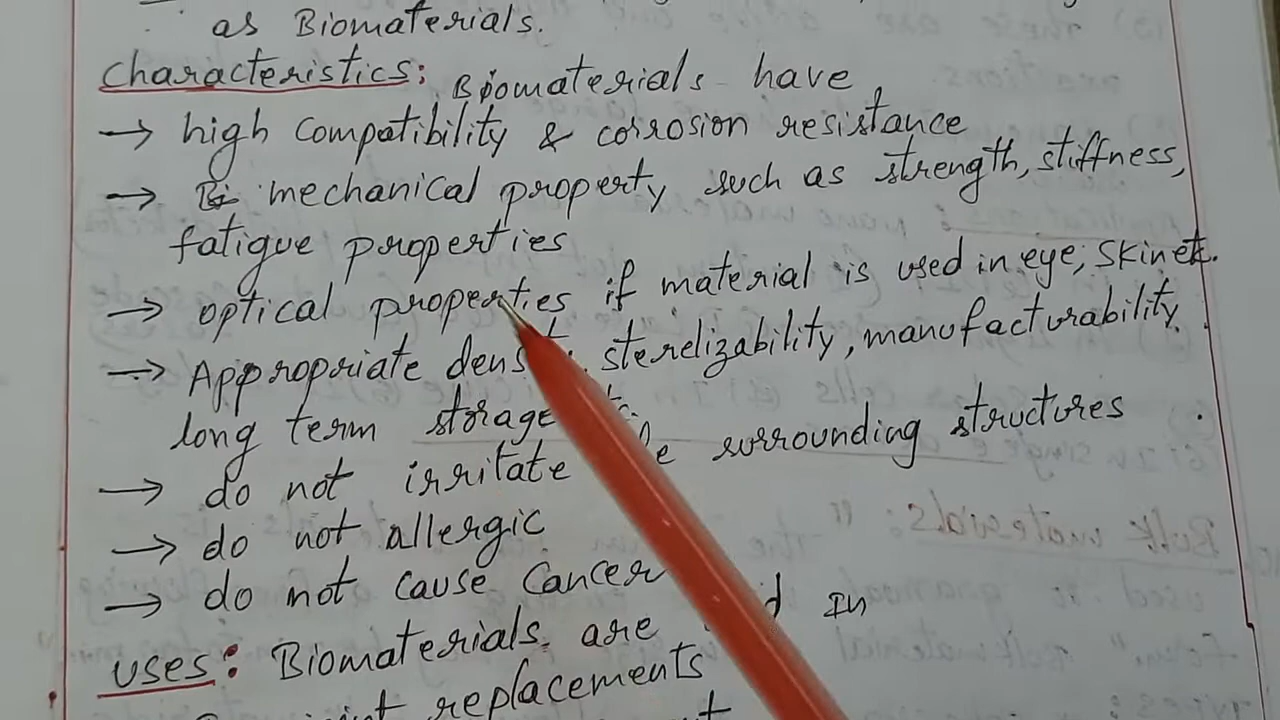 as Biomaterials.
Characteristics: Biomaterials have
→ high compatibility & corrosion resistance
→ mechanical property such as strength, stiffness,
fatigue properties
→ optical properties if material is used in eye, skin etc.
→ Appropriate dens sterelizability, manufacturability
long term storage
→ do not irritate surrounding structures
→ do not allergic
→ do not cause cancer
uses: Biomaterials are In
replacements